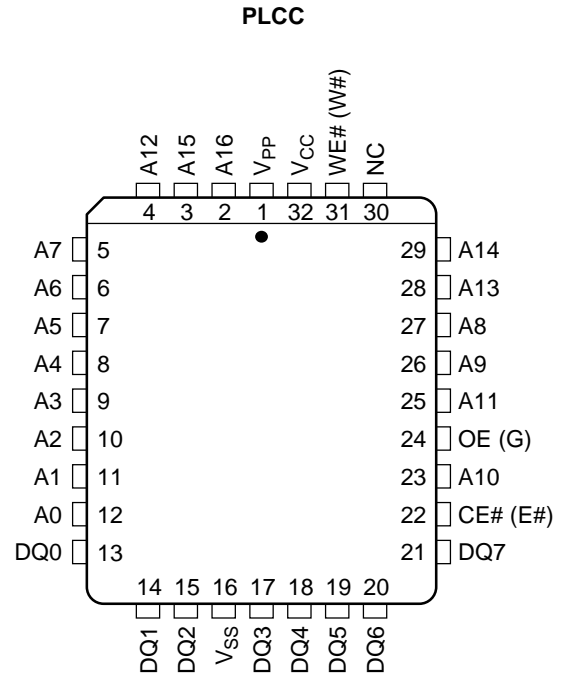 PLCC
A12
A15
A16
VPP
VCC
WE# (W#)
NC
4 3 2 1 32 31 30
A7 5 29 A14
A6 6 28 A13
A5 7 27 A8
A4 8 26 A9
A3 9 25 A11
A2 10 24 OE (G)
A1 11 23 A10
A0 12 22 CE# (E#)
DQ0 13 21 DQ7
14 15 16 17 18 19 20
DQ1
DQ2
VSS
DQ3
DQ4
DQ5
DQ6